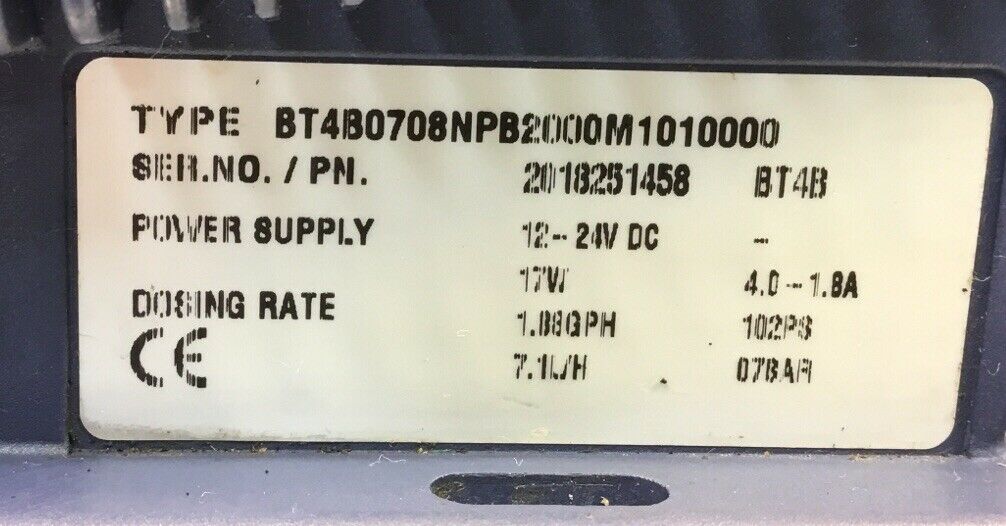 TYPE BT4B0708NPB2000M1010000
SER.NO. / PN. 2018251458 BT4B
POWER SUPPLY 12-24V DC -
17W 4.0-1.8A
DOSING RATE
1.88GPH 102PS
7.1L/H 07BAR
CE